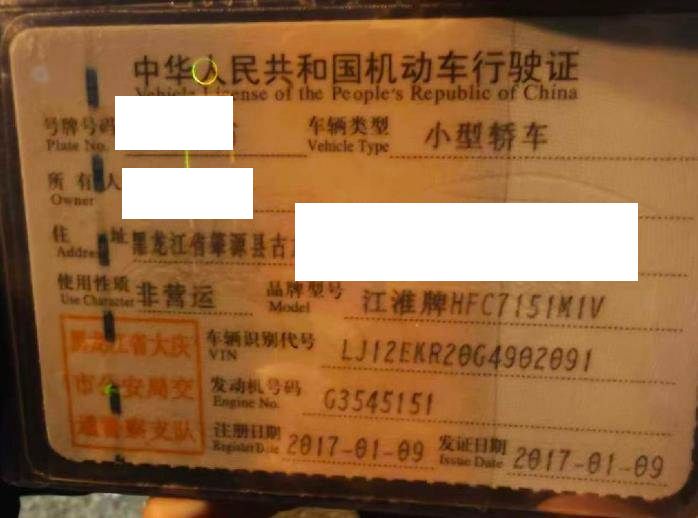 中华人民共和国机动车行驶证
Vehicle License of the People's Republic of China
号牌号码 Plate No. 车辆类型 Vehicle Type 小型轿车
所有人 Owner
住址 Address 黑龙江省肇源县古
使用性质 Use Character 非营运 品牌型号 Model 江淮牌HFC7151M1V
黑龙江省大庆市公安局交通警察支队
车辆识别代号 VIN LJ12EKR20G4902091
发动机号码 Engine No. G3545151
注册日期 Register Date 2017-01-09 发证日期 Issue Date 2017-01-09